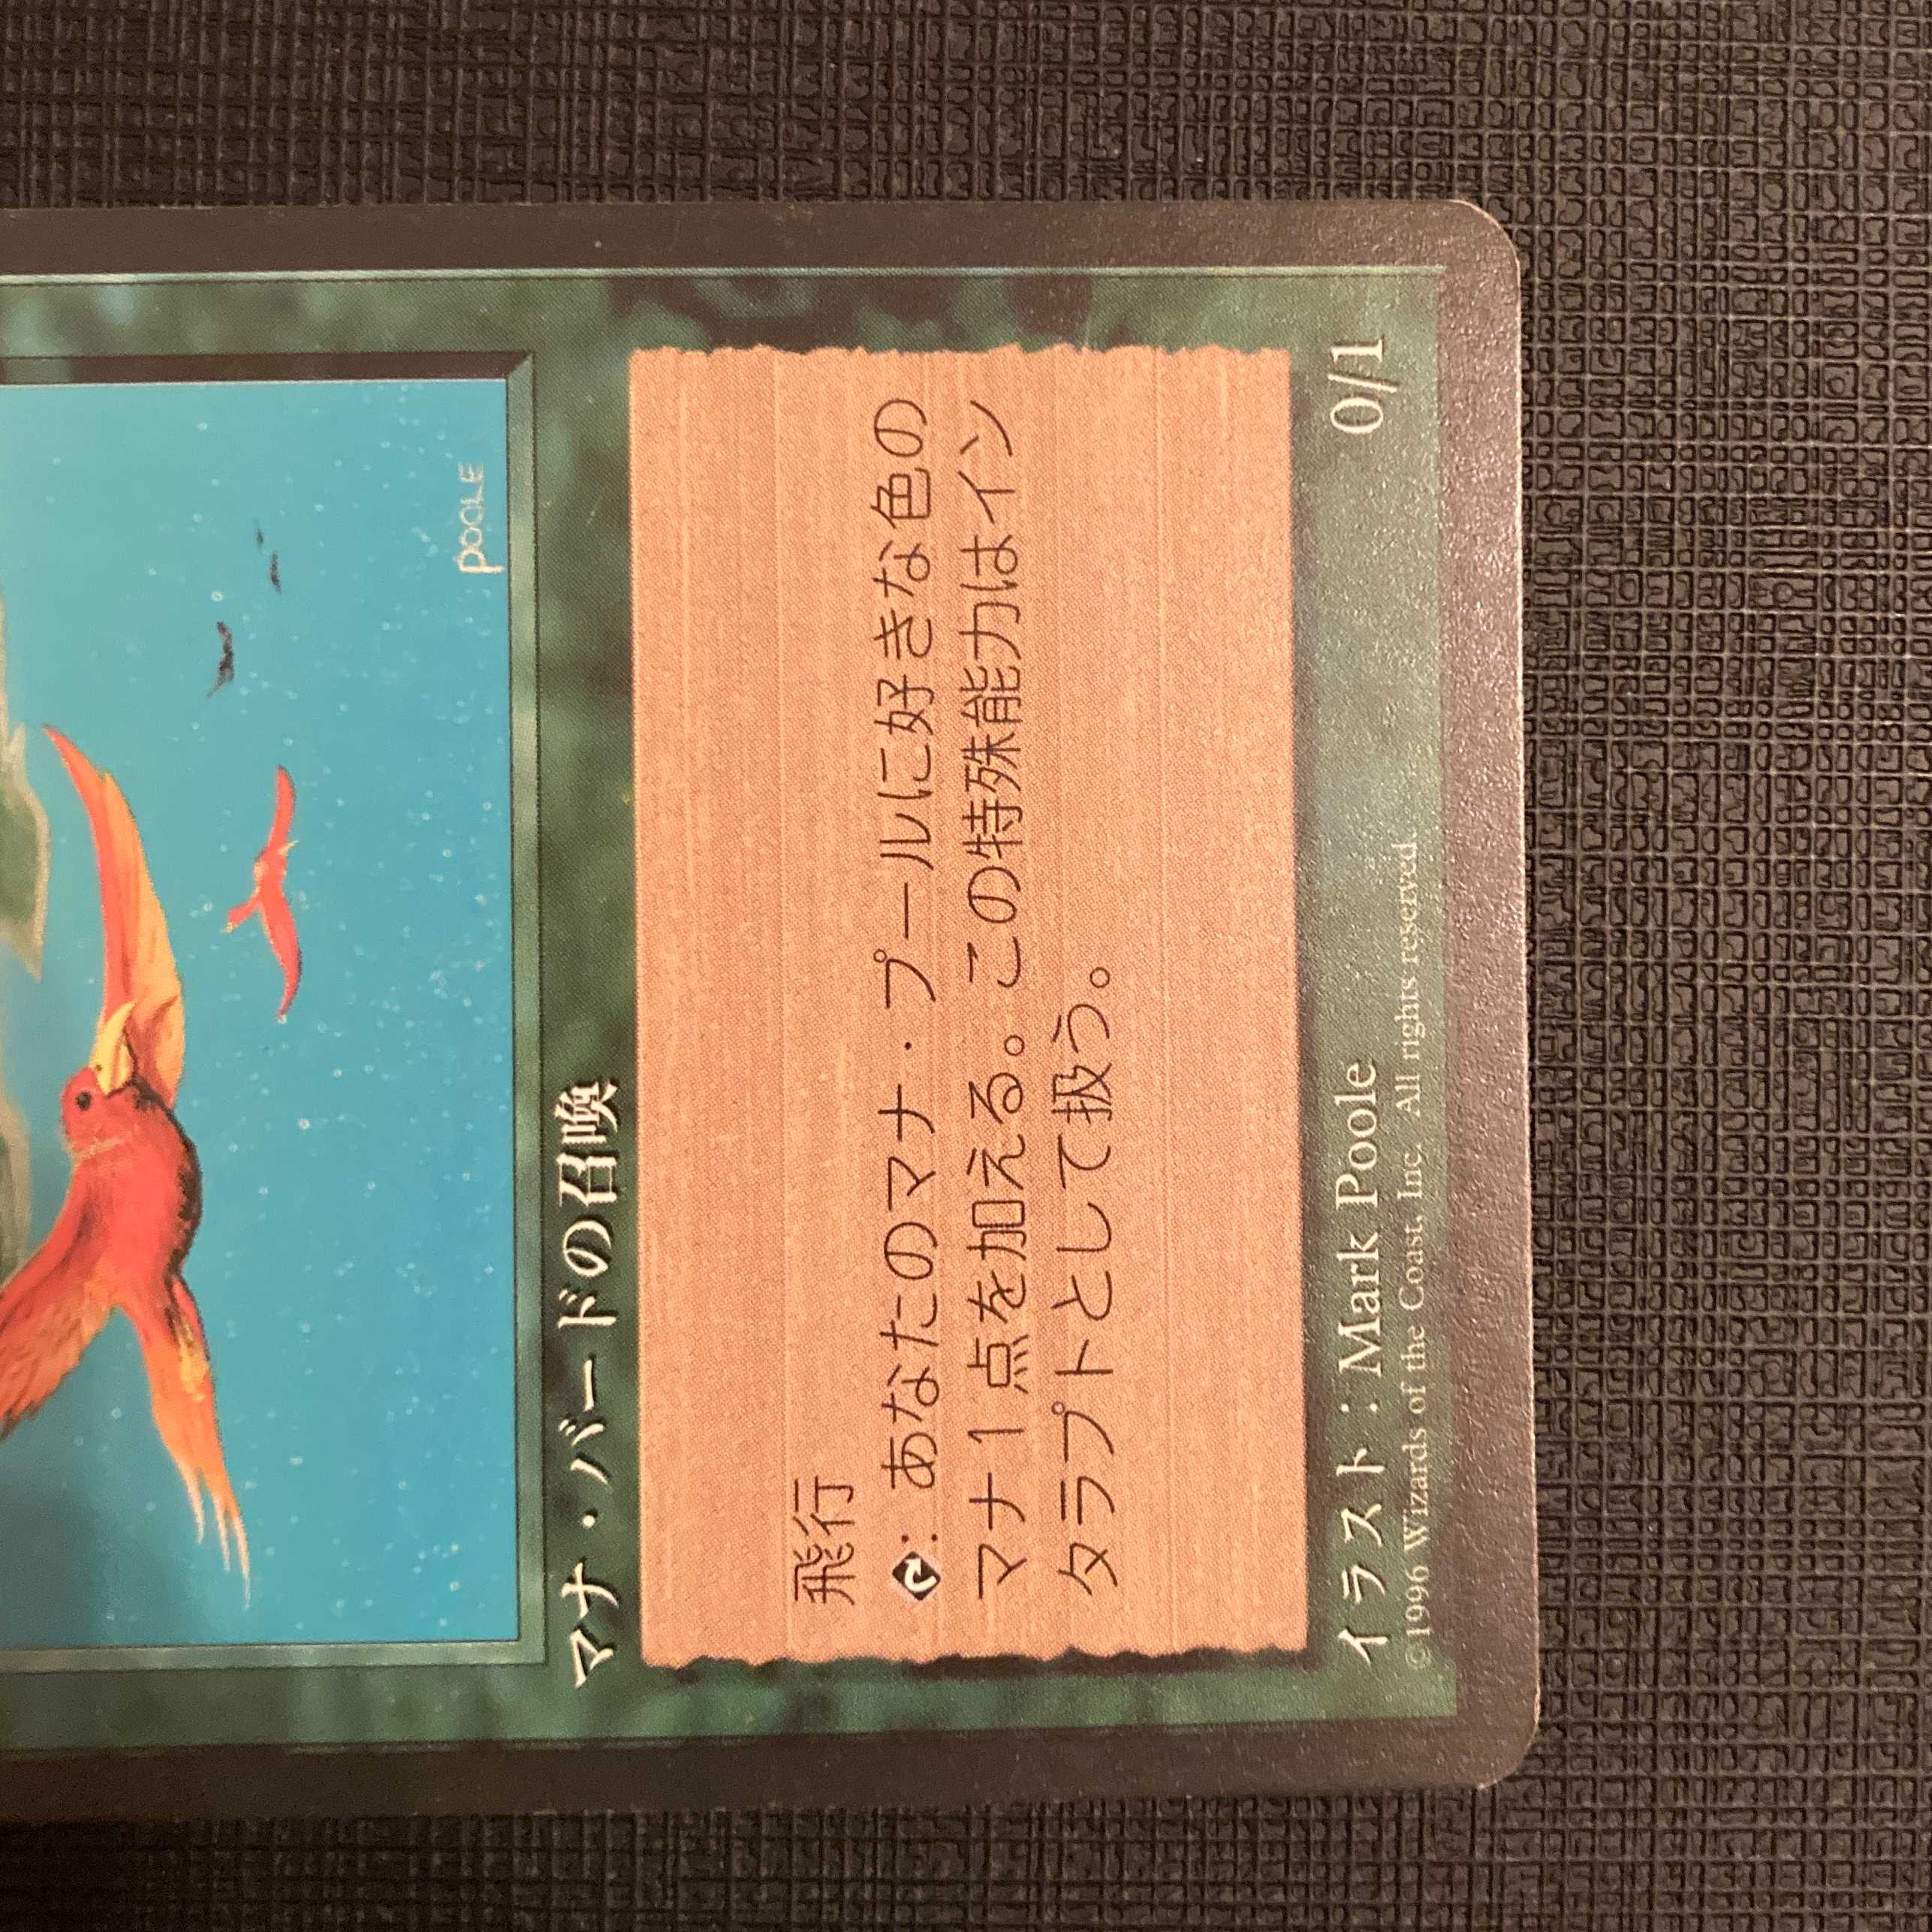 POOLE
マナ・バードの召喚
飛行
: あなたのマナ・プールに好きな色の
マナ1点を加える。この特殊能力はイン
タラプトとして扱う。
イラスト：Mark Poole 0/1
©1996 Wizards of the Coast, Inc. All rights reserved.